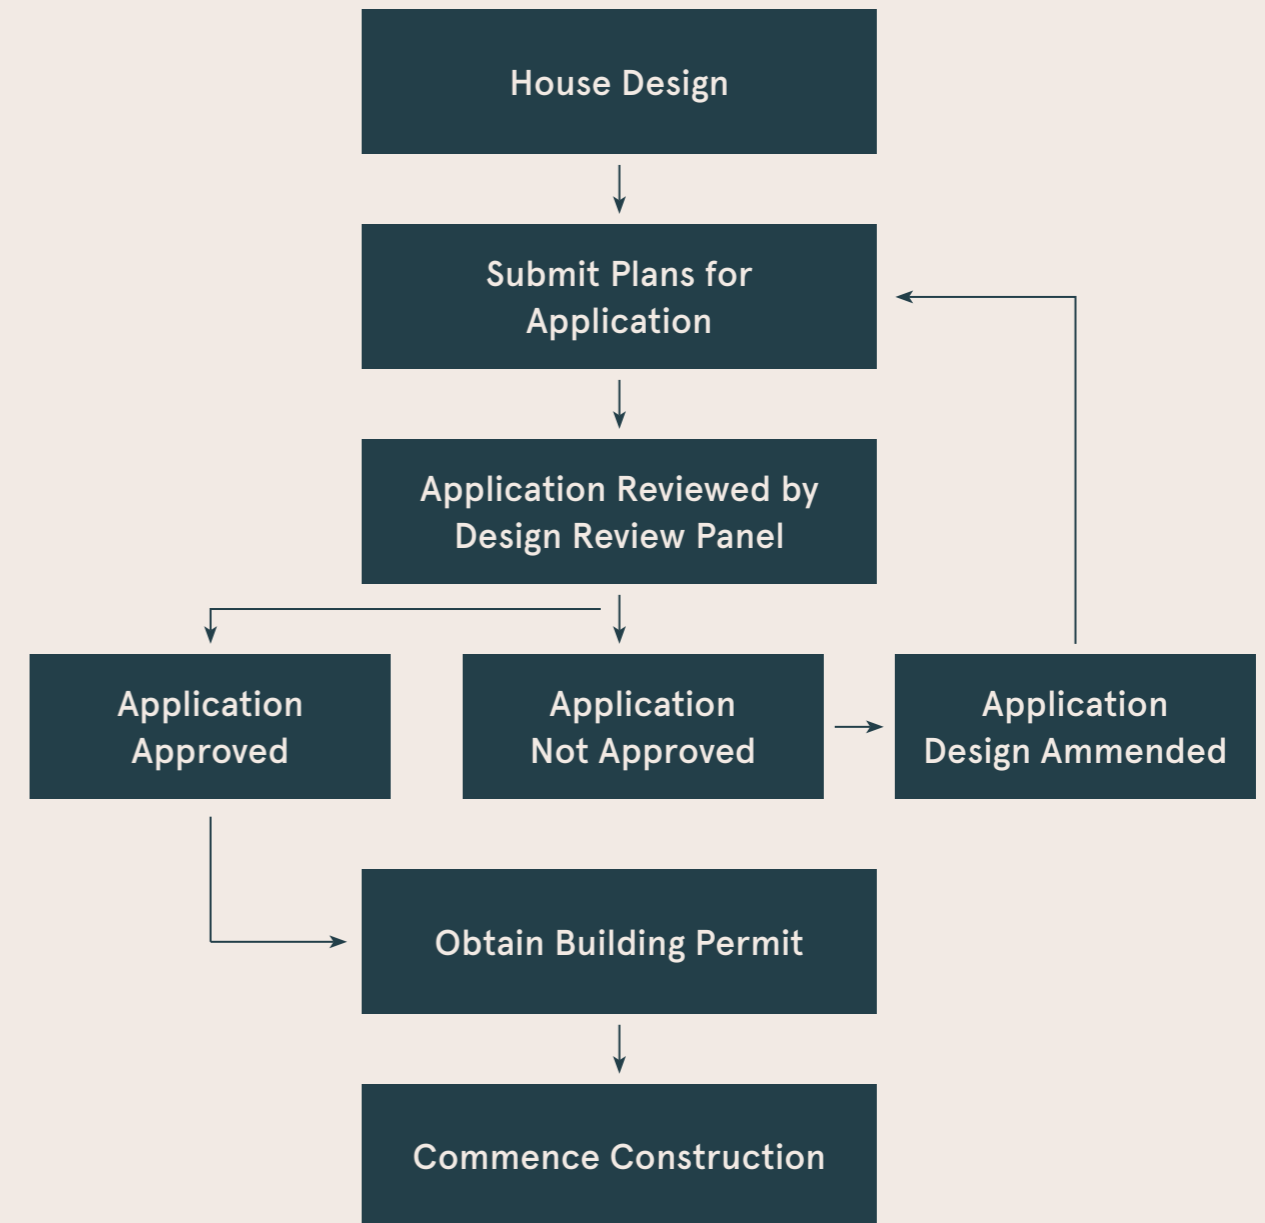 House Design
Submit Plans for
Application
Application Reviewed by
Design Review Panel
Application
Approved
Application
Not Approved
Application
Design Ammended
Obtain Building Permit
Commence Construction